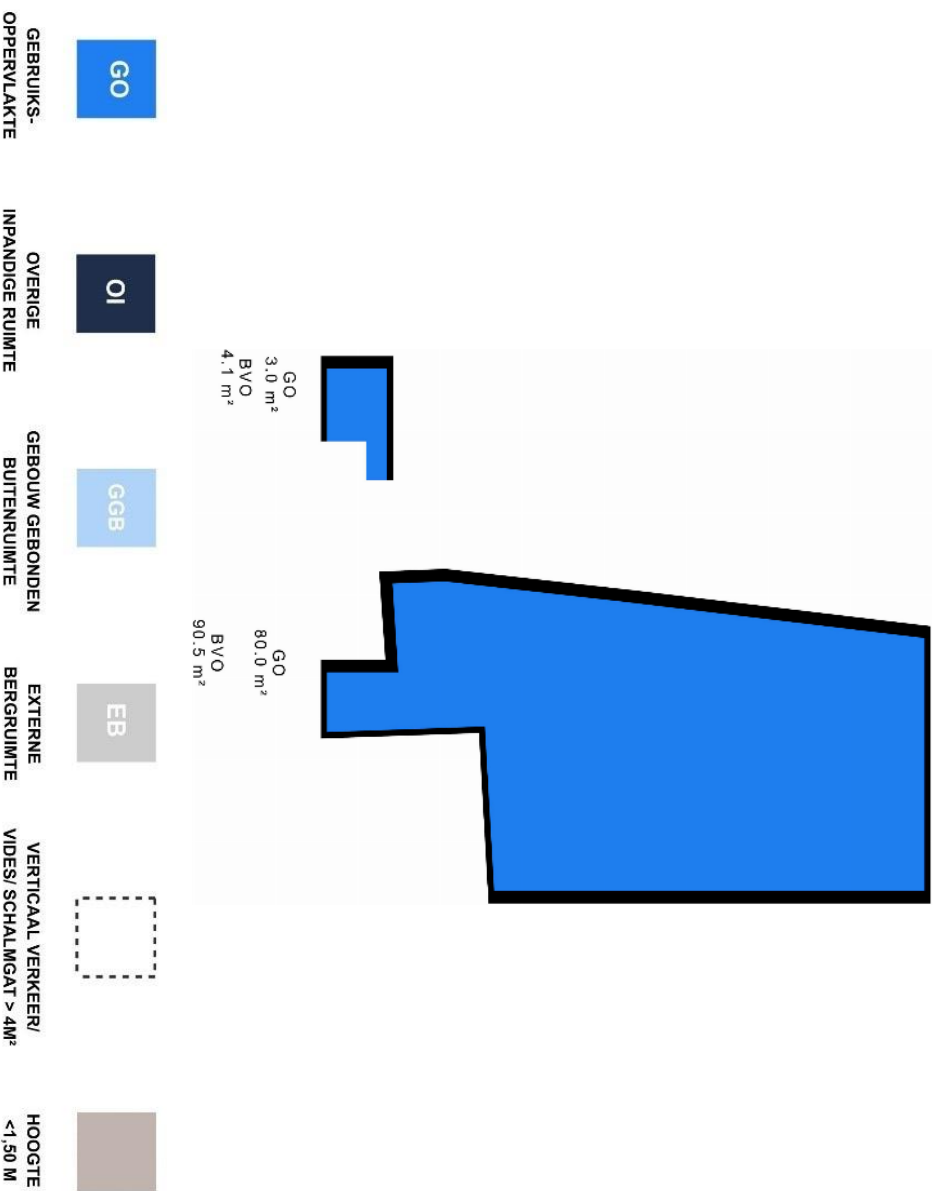 GO
3.0 m²
BVO
4.1 m²
GO
80.0 m²
BVO
90.5 m²
GO
GEBRUIKS-
OPPERVLAKTE
OI
OVERIGE
INPANDIGE RUIMTE
GGB
GEBOUW GEBONDEN
BUITENRUIMTE
EB
EXTERNE
BERGRUIMTE
VERTICAAL VERKEER/
VIDES/ SCHALMGAT > 4M²
HOOGTE
<1,50 M